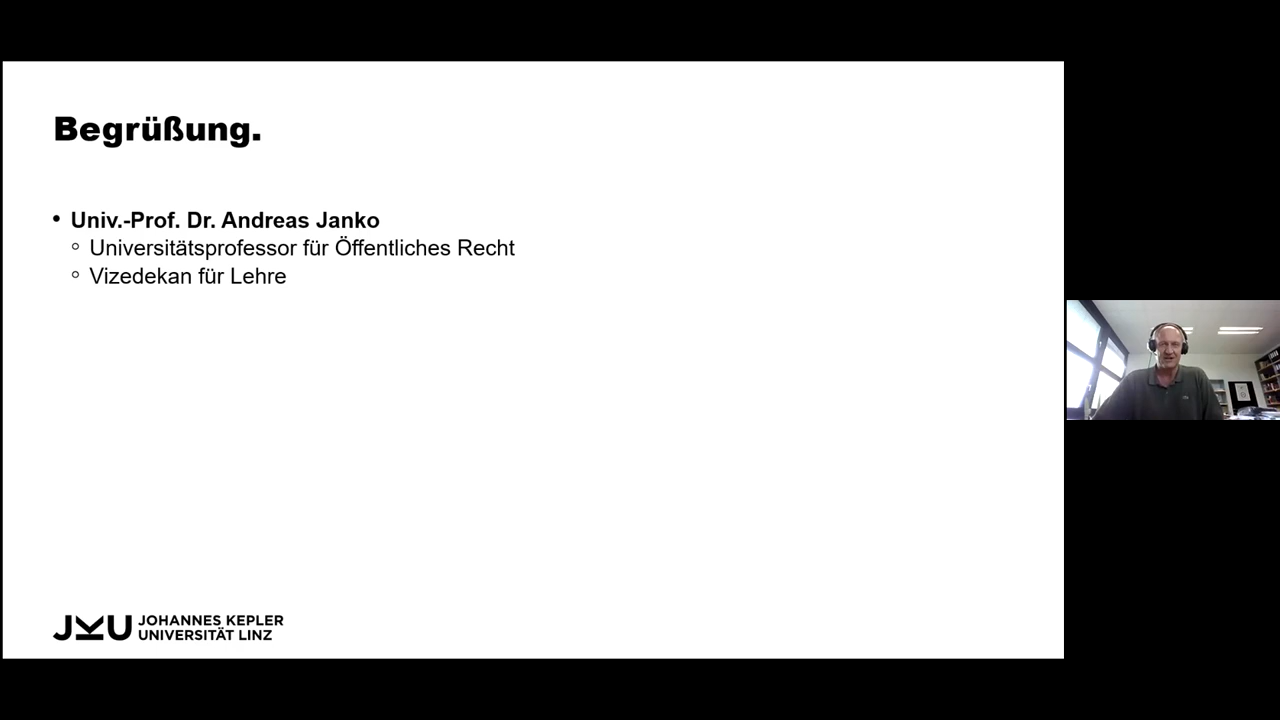 Begrüßung.
• Univ.-Prof. Dr. Andreas Janko
◦ Universitätsprofessor für Öffentliches Recht
◦ Vizedekan für Lehre
JKU JOHANNES KEPLER
UNIVERSITÄT LINZ